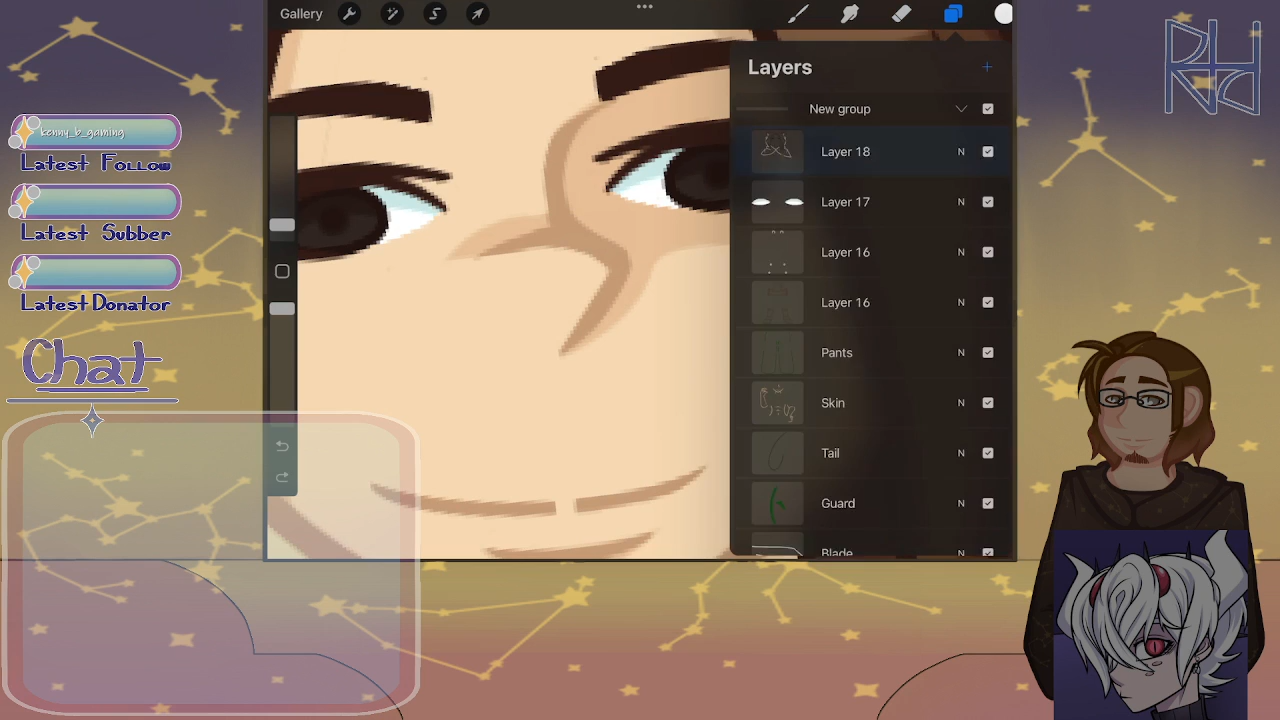 Gallery
Layers
New group
Layer 18 N
Layer 17 N
Layer 16 N
Layer 16 N
Pants N
Skin N
Tail N
Guard N
Blade N
kenny_b_gaming
Latest Follow
Latest Subber
Latest Donator
Chat